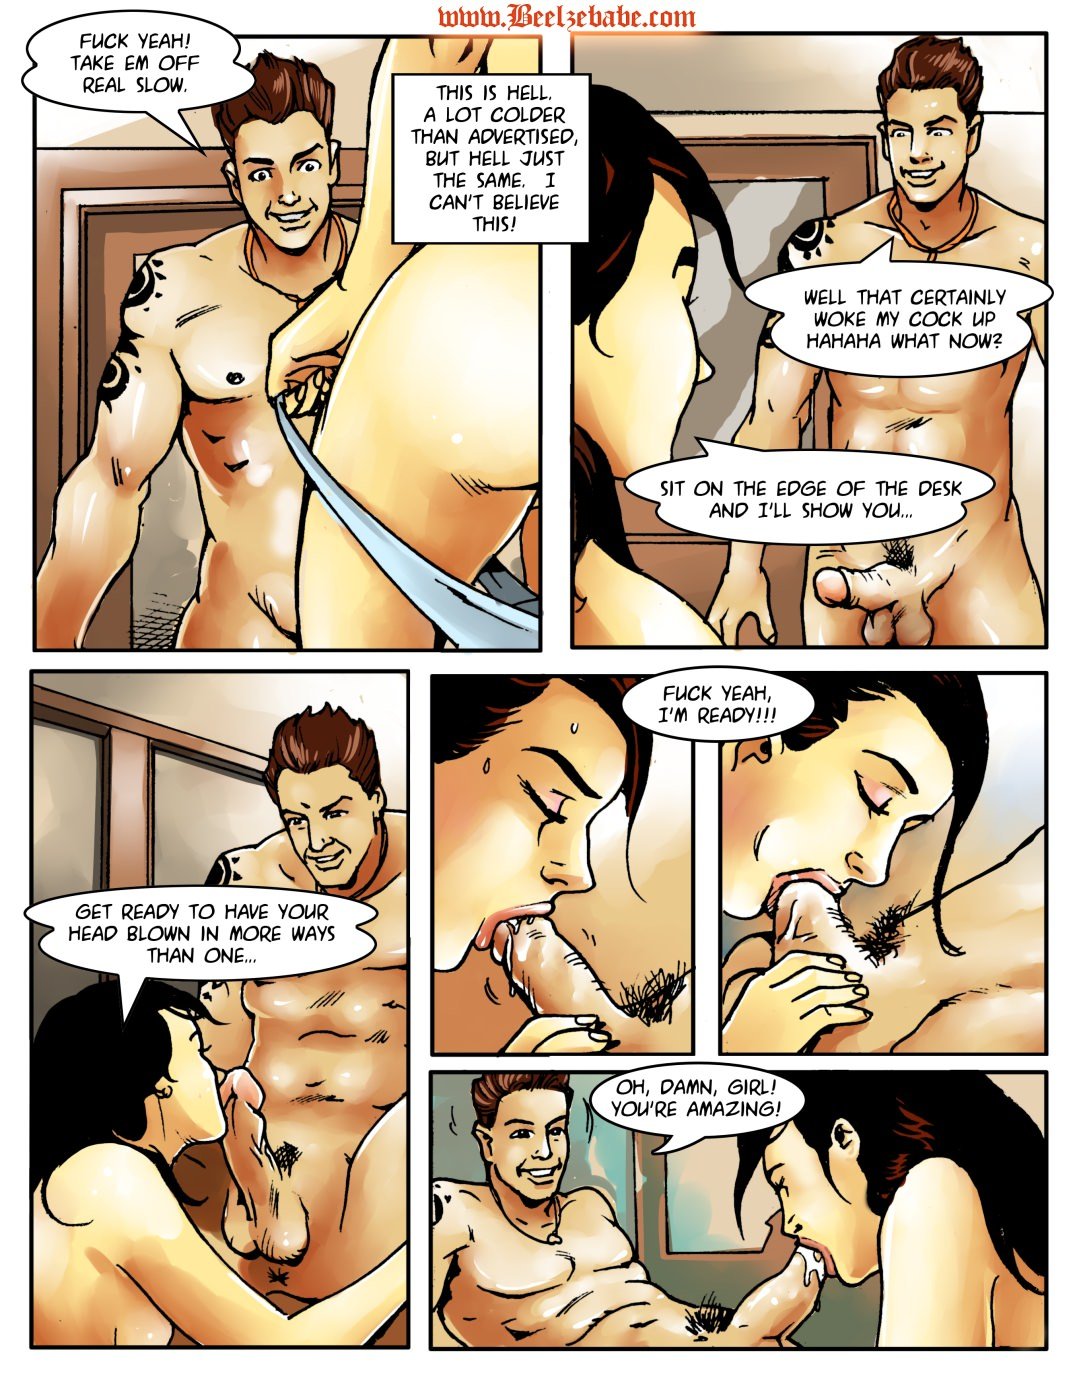 www.Beelzebabe.com
FUCK YEAH!
TAKE EM OFF
REAL SLOW.
THIS IS HELL.
A LOT COLDER
THAN ADVERTISED,
BUT HELL JUST
THE SAME. I
CAN'T BELIEVE
THIS!
WELL THAT CERTAINLY
WOKE MY COCK UP
HAHAHA WHAT NOW?
SIT ON THE EDGE OF THE DESK
AND I'LL SHOW YOU...
GET READY TO HAVE YOUR
HEAD BLOWN IN MORE WAYS
THAN ONE...
FUCK YEAH,
I'M READY!!!
OH, DAMN, GIRL!
YOU'RE AMAZING!